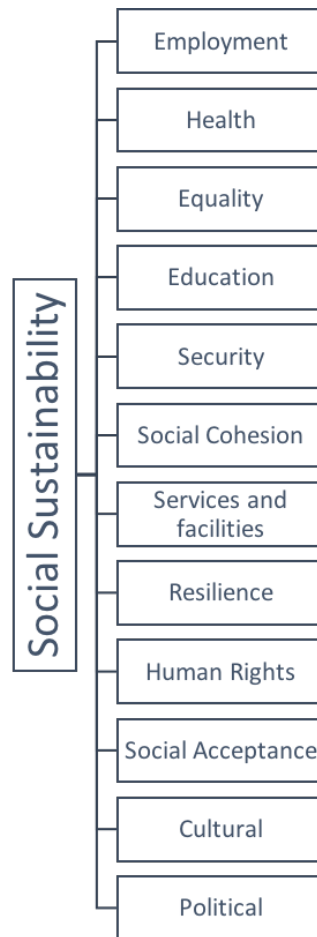 Social Sustainability
Employment
Health
Equality
Education
Security
Social Cohesion
Services and
facilities
Resilience
Human Rights
Social Acceptance
Cultural
Political